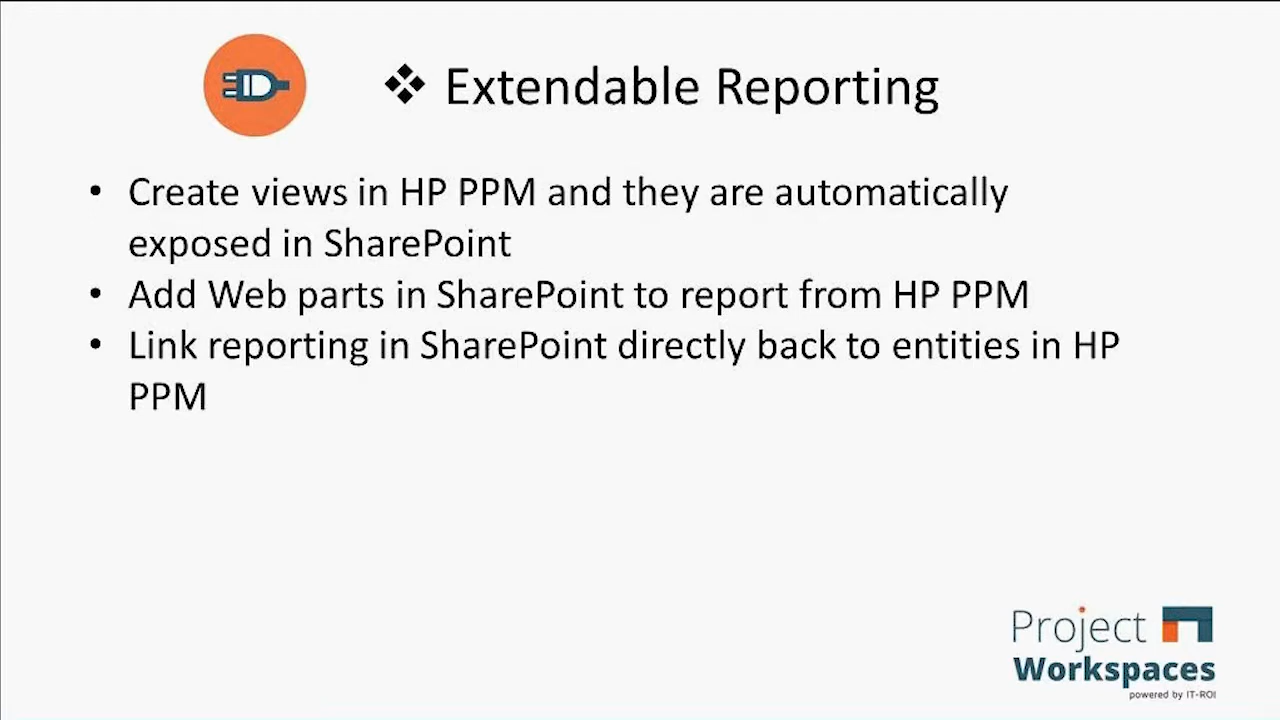 ❖ Extendable Reporting
• Create views in HP PPM and they are automatically
exposed in SharePoint
• Add Web parts in SharePoint to report from HP PPM
• Link reporting in SharePoint directly back to entities in HP
PPM
Project
Workspaces
powered by IT-ROI